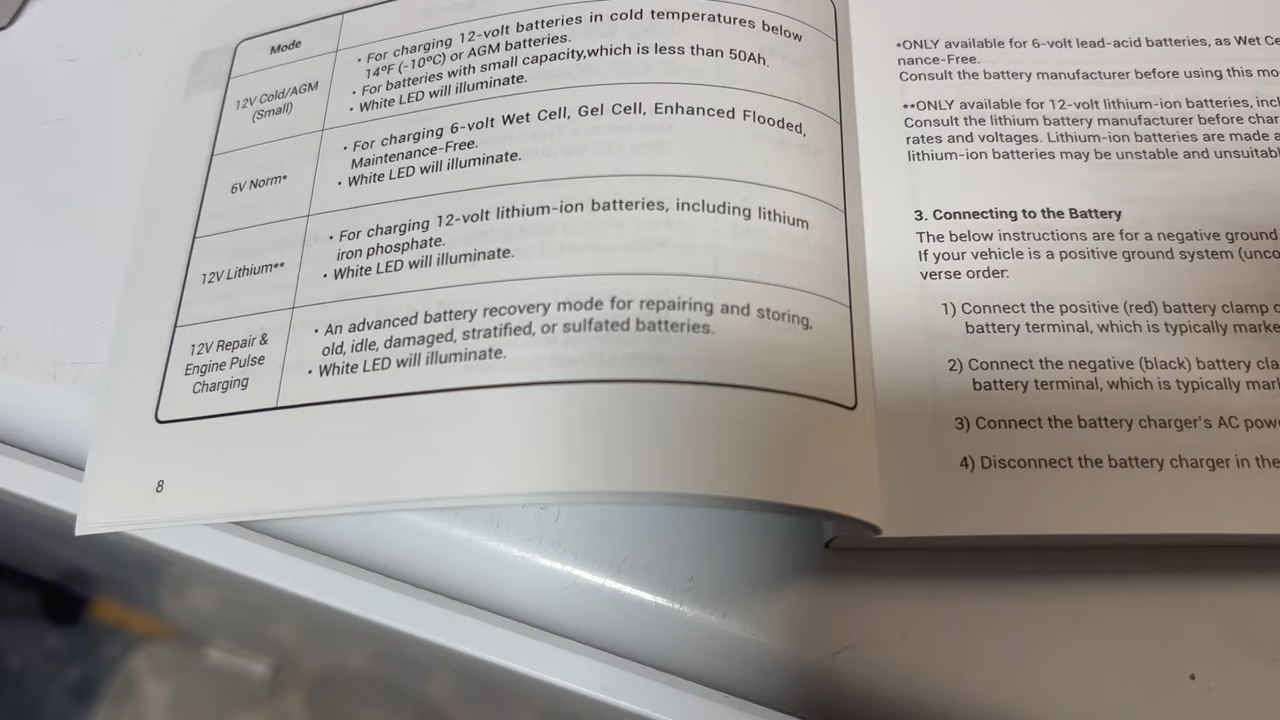 Mode
12V Cold/AGM
(Small)
• For charging 12-volt batteries in cold temperatures below
14°F (-10°C) or AGM batteries.
• For batteries with small capacity,which is less than 50Ah.
• White LED will illuminate.
6V Norm*
• For charging 6-volt Wet Cell, Gel Cell, Enhanced Flooded,
Maintenance-Free.
• White LED will illuminate.
12V Lithium**
• For charging 12-volt lithium-ion batteries, including lithium
iron phosphate.
• White LED will illuminate.
12V Repair &
Engine Pulse
Charging
• An advanced battery recovery mode for repairing and storing,
old, idle, damaged, stratified, or sulfated batteries.
• White LED will illuminate.
8
*ONLY available for 6-volt lead-acid batteries, as Wet Ce
nance-Free.
Consult the battery manufacturer before using this mo
**ONLY available for 12-volt lithium-ion batteries, incl
Consult the lithium battery manufacturer before char
rates and voltages. Lithium-ion batteries are made a
lithium-ion batteries may be unstable and unsuitabl
3. Connecting to the Battery
The below instructions are for a negative ground
If your vehicle is a positive ground system (unco
verse order:
1) Connect the positive (red) battery clamp
battery terminal, which is typically marke
2) Connect the negative (black) battery cla
battery terminal, which is typically mar
3) Connect the battery charger's AC pow
4) Disconnect the battery charger in the